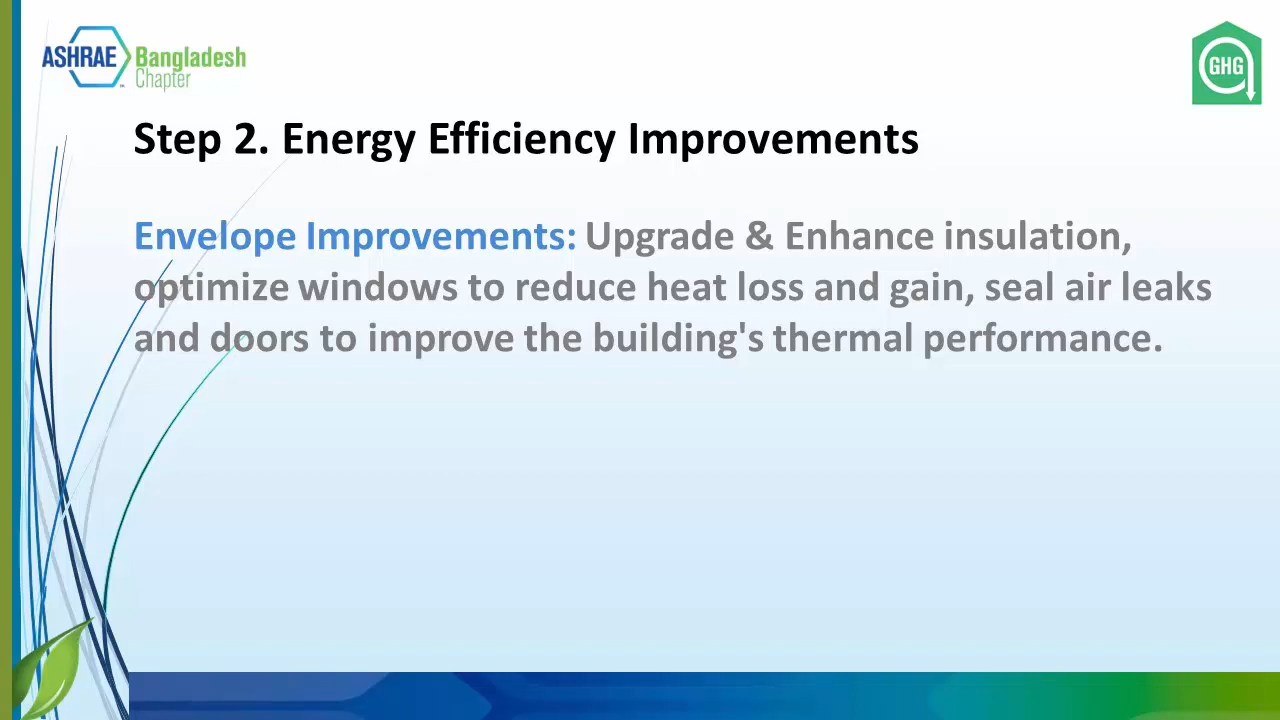 ASHRAE Bangladesh
Chapter
GHG
Step 2. Energy Efficiency Improvements
Envelope Improvements: Upgrade & Enhance insulation,
optimize windows to reduce heat loss and gain, seal air leaks
and doors to improve the building's thermal performance.